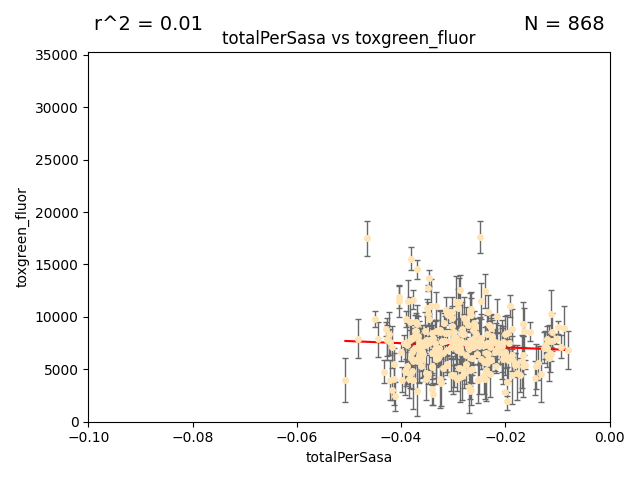 r^2 = 0.01
N = 868
totalPerSasa vs toxgreen_fluor
35000
30000
25000
20000
15000
10000
5000
0
toxgreen_fluor
−0.10
−0.08
−0.06
−0.04
−0.02
0.00
totalPerSasa